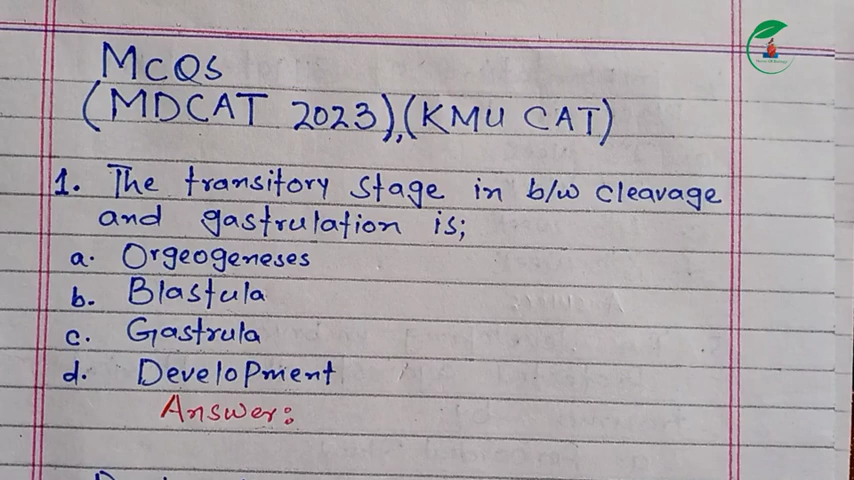 MCQS
(MDCAT 2023),(KMU CAT)
1. The transitory stage in b/w cleavage
and gastrulation is;
a. Orgeogeneses
b. Blastula
c. Gastrula
d. Development
Answer: